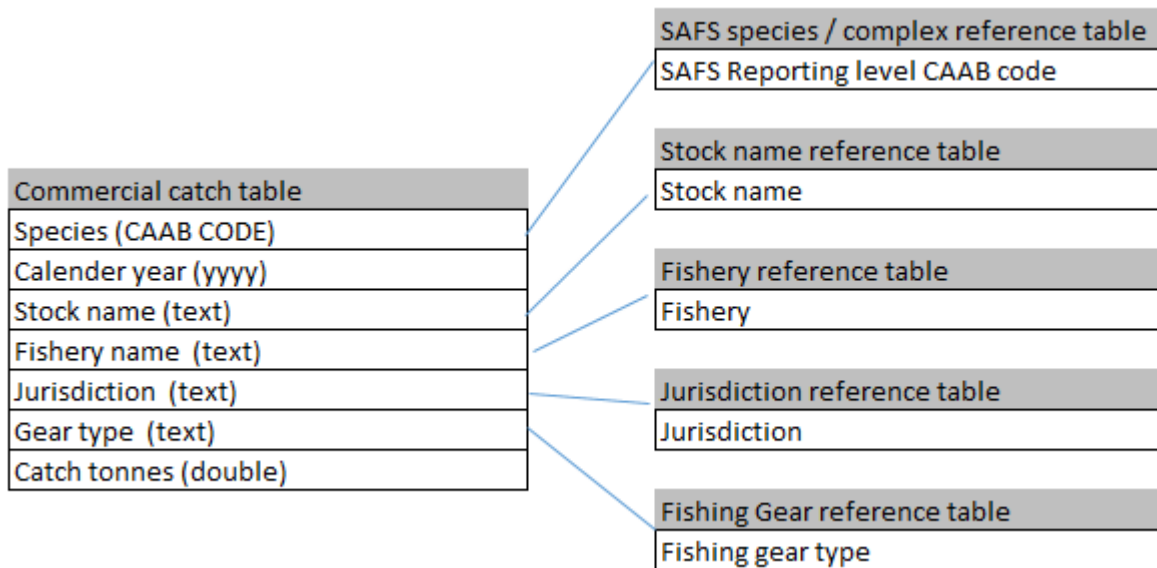 Commercial catch table
Species (CAAB CODE)
Calender year (yyyy)
Stock name (text)
Fishery name (text)
Jurisdiction (text)
Gear type (text)
Catch tonnes (double)
SAFS species / complex reference table
SAFS Reporting level CAAB code
Stock name reference table
Stock name
Fishery reference table
Fishery
Jurisdiction reference table
Jurisdiction
Fishing Gear reference table
Fishing gear type